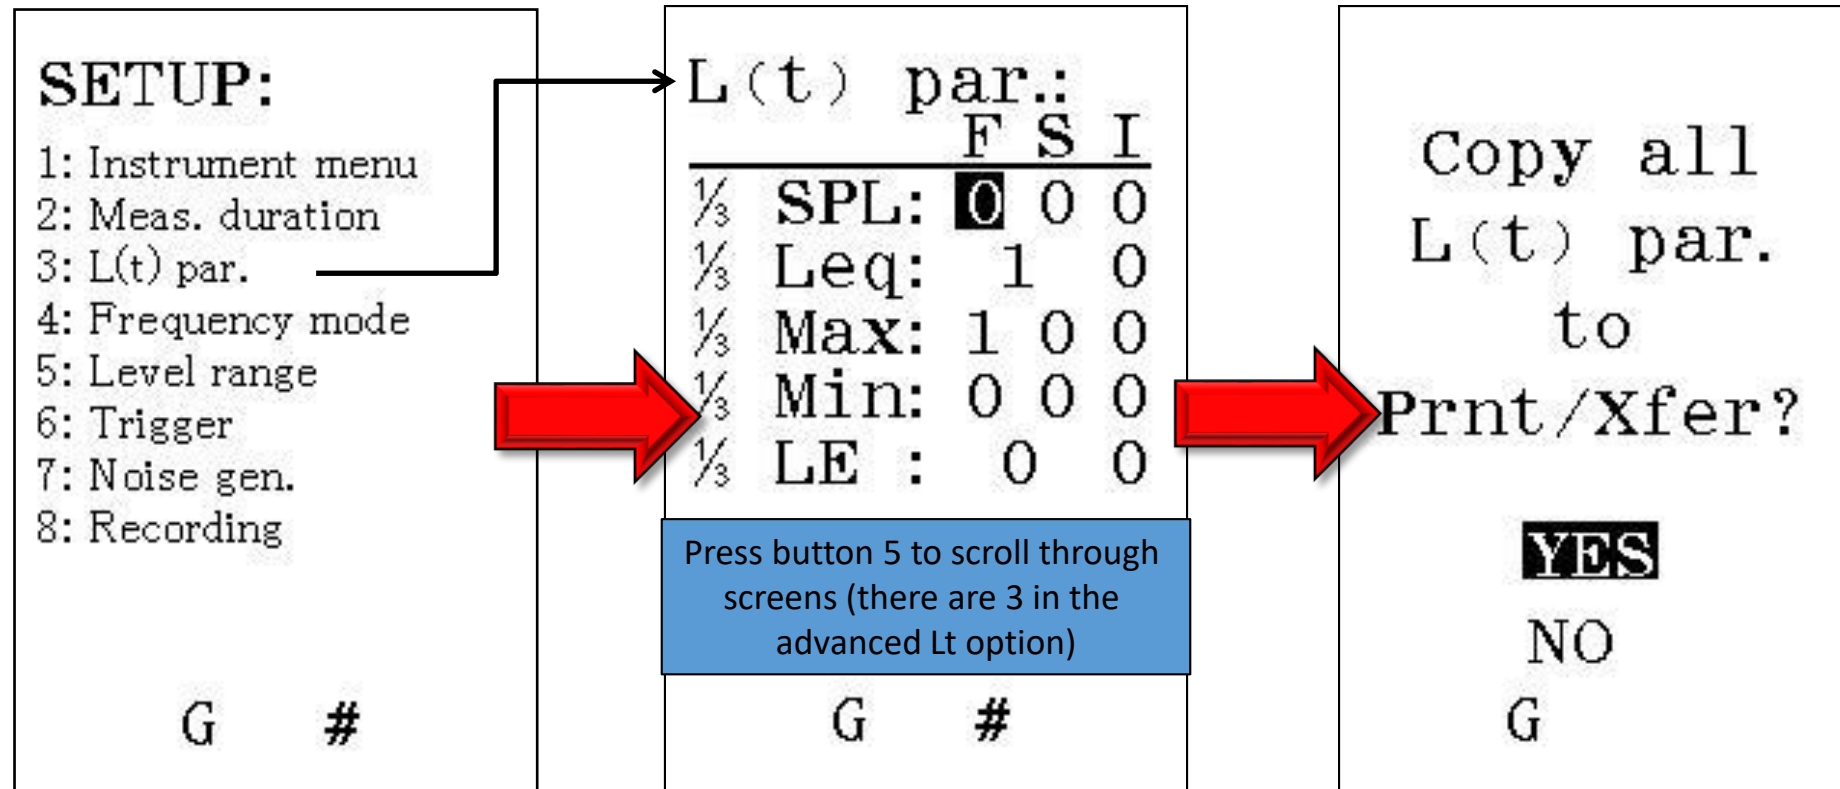 SETUP:
1: Instrument menu
2: Meas. duration
3: L(t) par.
4: Frequency mode
5: Level range
6: Trigger
7: Noise gen.
8: Recording
G #
L(t) par.:
F S I
⅓ SPL: 0 0 0
⅓ Leq: 1 0
⅓ Max: 1 0 0
⅓ Min: 0 0 0
⅓ LE : 0 0
Press button 5 to scroll through
screens (there are 3 in the
advanced Lt option)
G #
Copy all
L(t) par.
to
Prnt/Xfer?
YES
NO
G